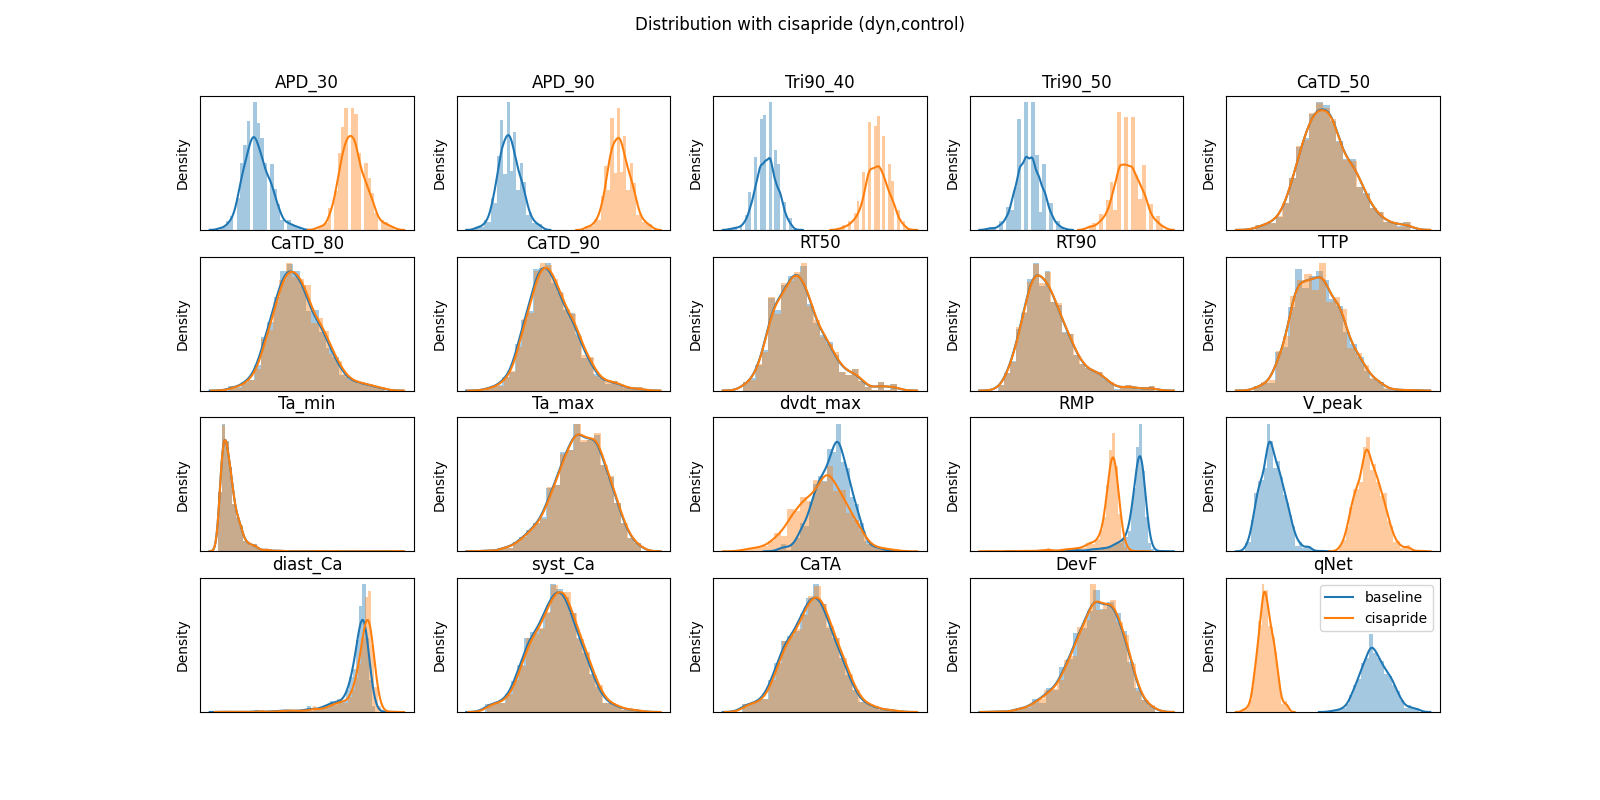 Distribution with cisapride (dyn,control)
APD_30
APD_90
Tri90_40
Tri90_50
CaTD_50
Density
Density
Density
Density
Density
CaTD_80
CaTD_90
RT50
RT90
TTP
Density
Density
Density
Density
Density
Ta_min
Ta_max
dvdt_max
RMP
V_peak
Density
Density
Density
Density
Density
diast_Ca
syst_Ca
CaTA
DevF
qNet
Density
Density
Density
Density
Density
baseline
cisapride